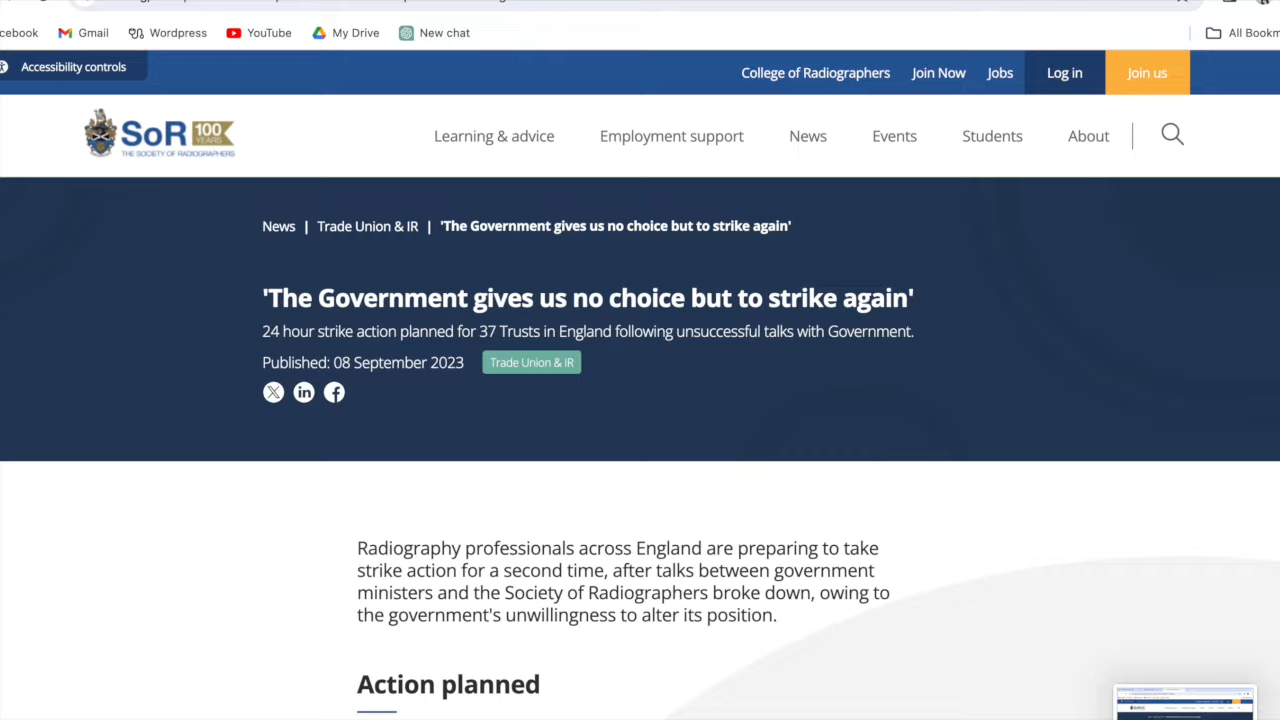 cebook Gmail Wordpress YouTube My Drive New chat All Bookm
Accessibility controls
College of Radiographers Join Now Jobs Log in Join us
SoR 100 YEARS
THE SOCIETY OF RADIOGRAPHERS
Learning & advice Employment support News Events Students About
News | Trade Union & IR | 'The Government gives us no choice but to strike again'
'The Government gives us no choice but to strike again'
24 hour strike action planned for 37 Trusts in England following unsuccessful talks with Government.
Published: 08 September 2023 Trade Union & IR
Radiography professionals across England are preparing to take
strike action for a second time, after talks between government
ministers and the Society of Radiographers broke down, owing to
the government's unwillingness to alter its position.
Action planned